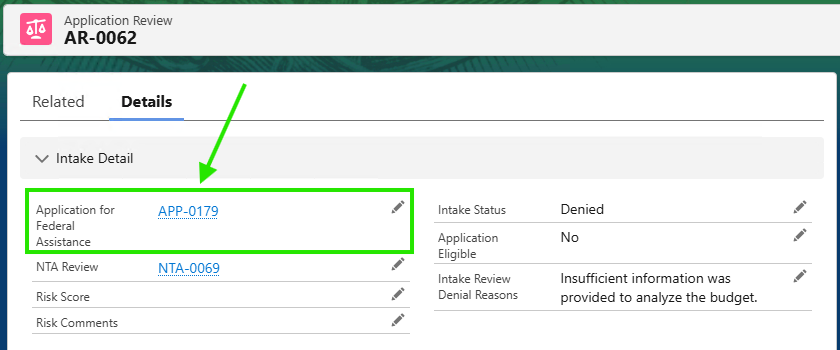 Application Review
AR-0062
Related
Details
Intake Detail
Application for
Federal
Assistance
APP-0179
NTA Review
NTA-0069
Risk Score
Risk Comments
Intake Status
Denied
Application
Eligible
No
Intake Review
Denial Reasons
Insufficient information was
provided to analyze the budget.